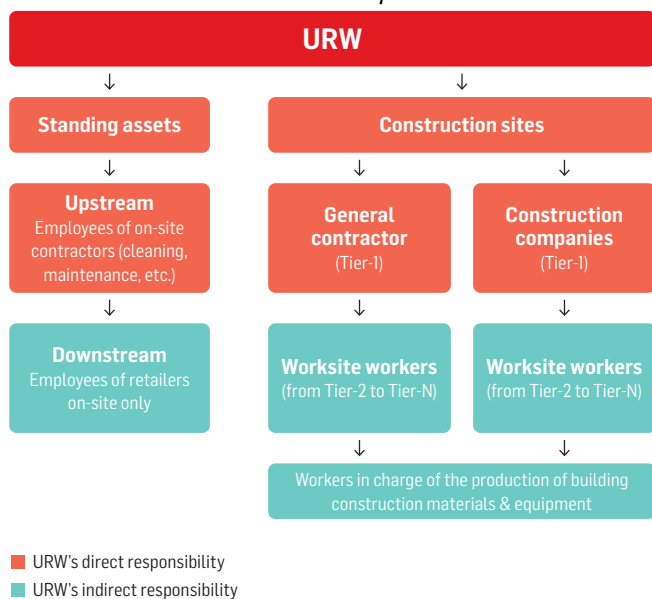 URW
Standing assets
Construction sites
Upstream
Employees of on-site
contractors (cleaning,
maintenance, etc.)
General
contractor
(Tier-1)
Construction
companies
(Tier-1)
Downstream
Employees of retailers
on-site only
Worksite workers
(from Tier-2 to Tier-N)
Worksite workers
(from Tier-2 to Tier-N)
Workers in charge of the production of building
construction materials & equipment
URW's direct responsibility
URW's indirect responsibility